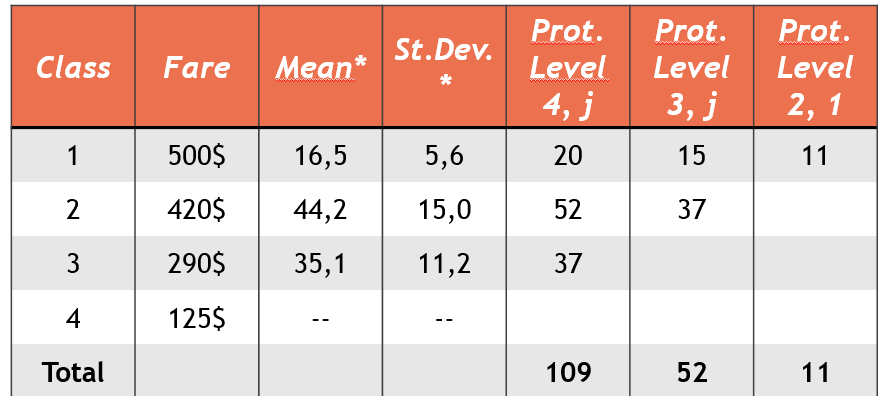 Class Fare Mean* St.Dev.* Prot. Level 4, j Prot. Level 3, j Prot. Level 2, 1
1 500$ 16,5 5,6 20 15 11
2 420$ 44,2 15,0 52 37
3 290$ 35,1 11,2 37
4 125$ -- --
Total 109 52 11